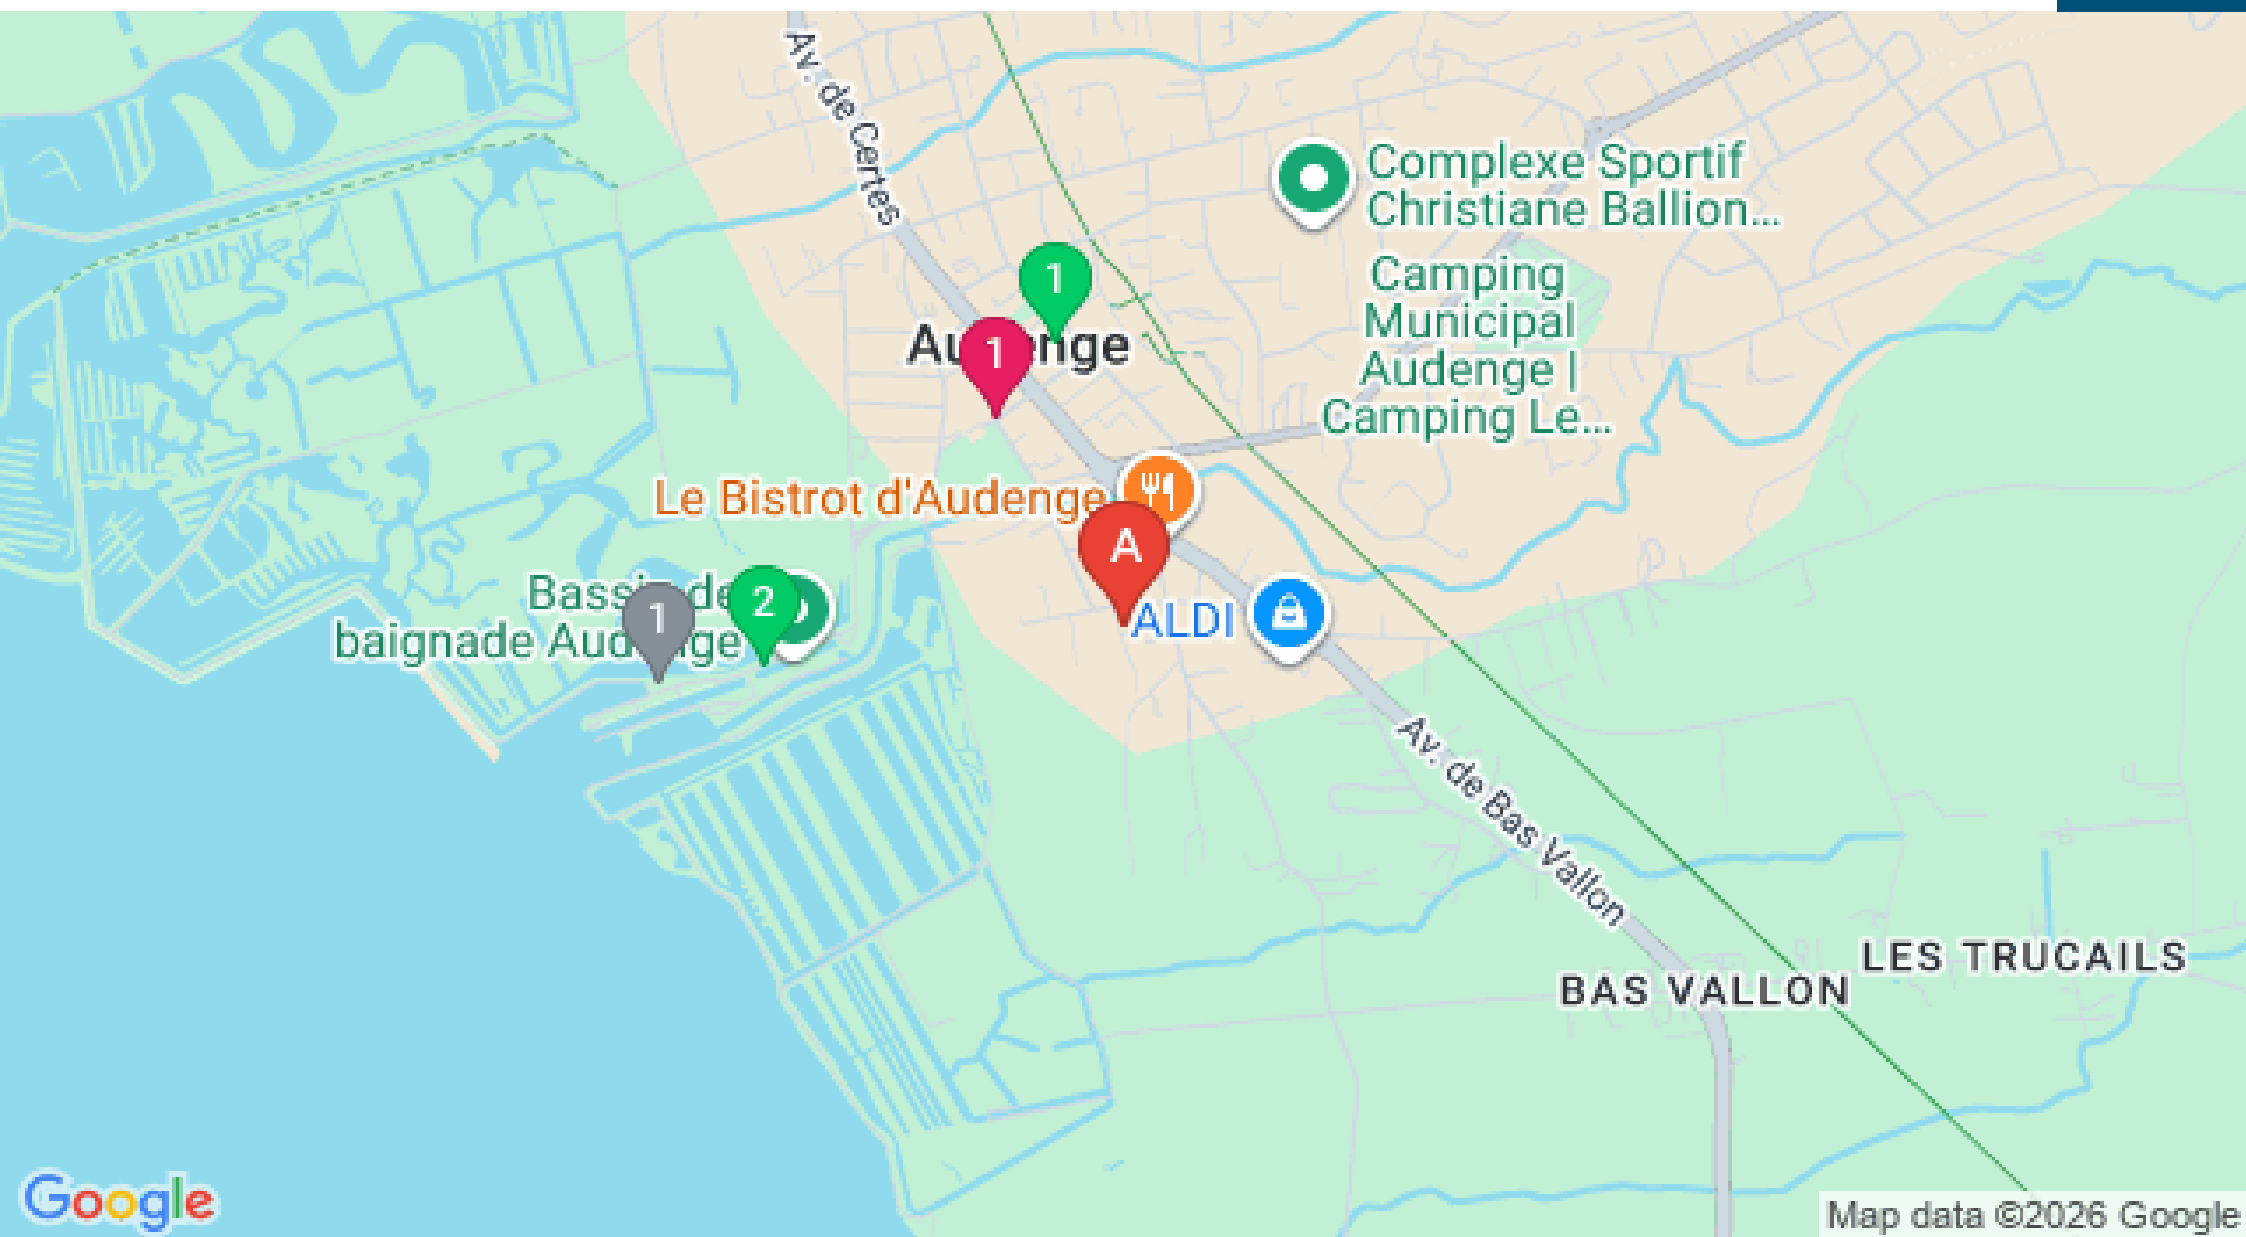 Av. de Certes
Complexe Sportif
Christiane Ballion...
1
Camping
Municipal
Audenge |
Camping Le...
1
Le Bistrot d'Audenge
A
ALDI
1
2
baignade
Av. de Bas Vallon
LES TRUCAILS
BAS VALLON
Google
Map data ©2026 Google